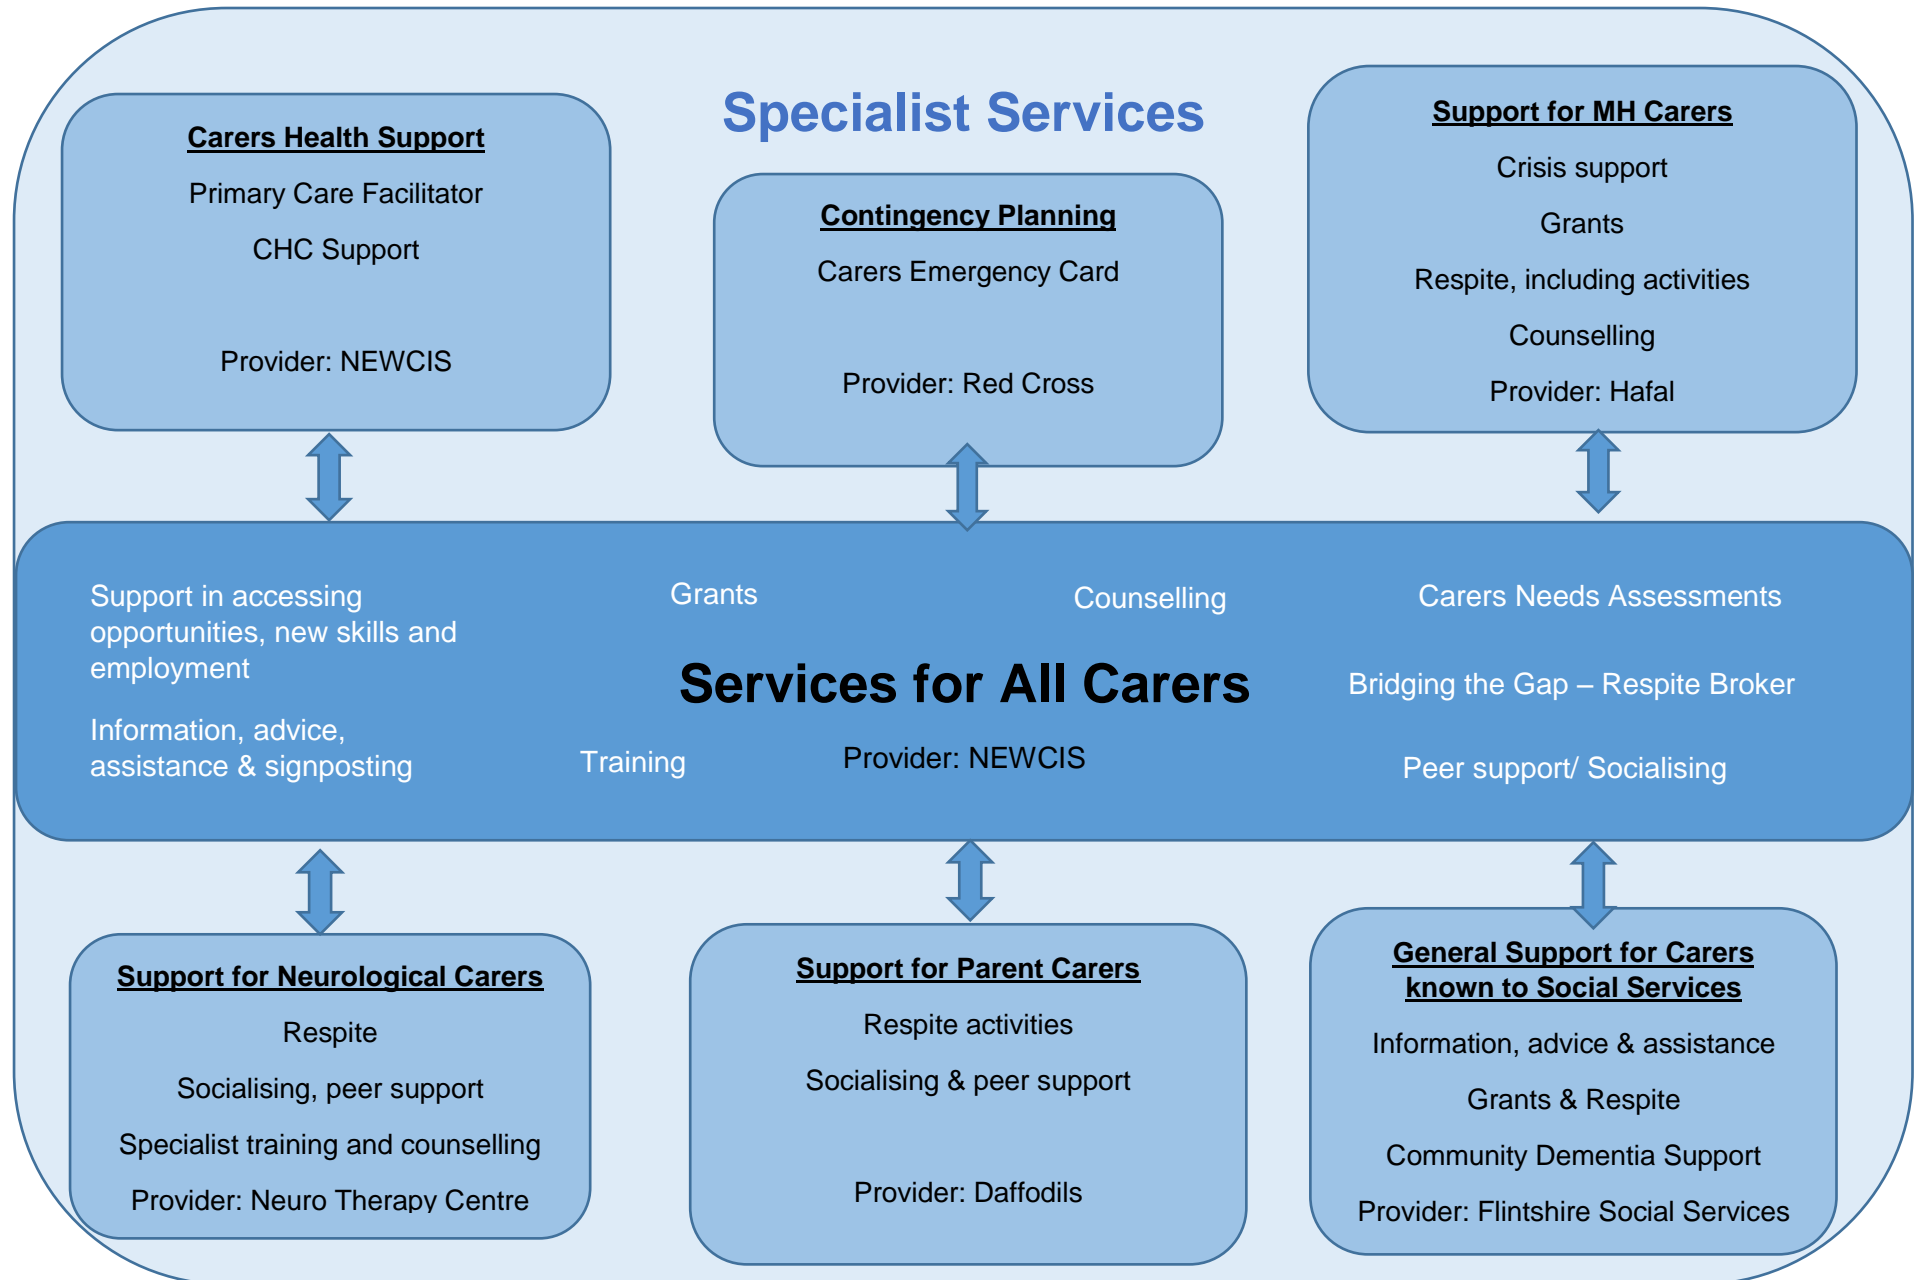 Specialist Services
Carers Health Support
Primary Care Facilitator
CHC Support
Provider: NEWCIS
Contingency Planning
Carers Emergency Card
Provider: Red Cross
Support for MH Carers
Crisis support
Grants
Respite, including activities
Counselling
Provider: Hafal
Support in accessing
opportunities, new skills and
employment
Information, advice,
assistance & signposting
Grants
Counselling
Services for All Carers
Training
Provider: NEWCIS
Carers Needs Assessments
Bridging the Gap – Respite Broker
Peer support/ Socialising
Support for Neurological Carers
Respite
Socialising, peer support
Specialist training and counselling
Provider: Neuro Therapy Centre
Support for Parent Carers
Respite activities
Socialising & peer support
Provider: Daffodils
General Support for Carers
known to Social Services
Information, advice & assistance
Grants & Respite
Community Dementia Support
Provider: Flintshire Social Services